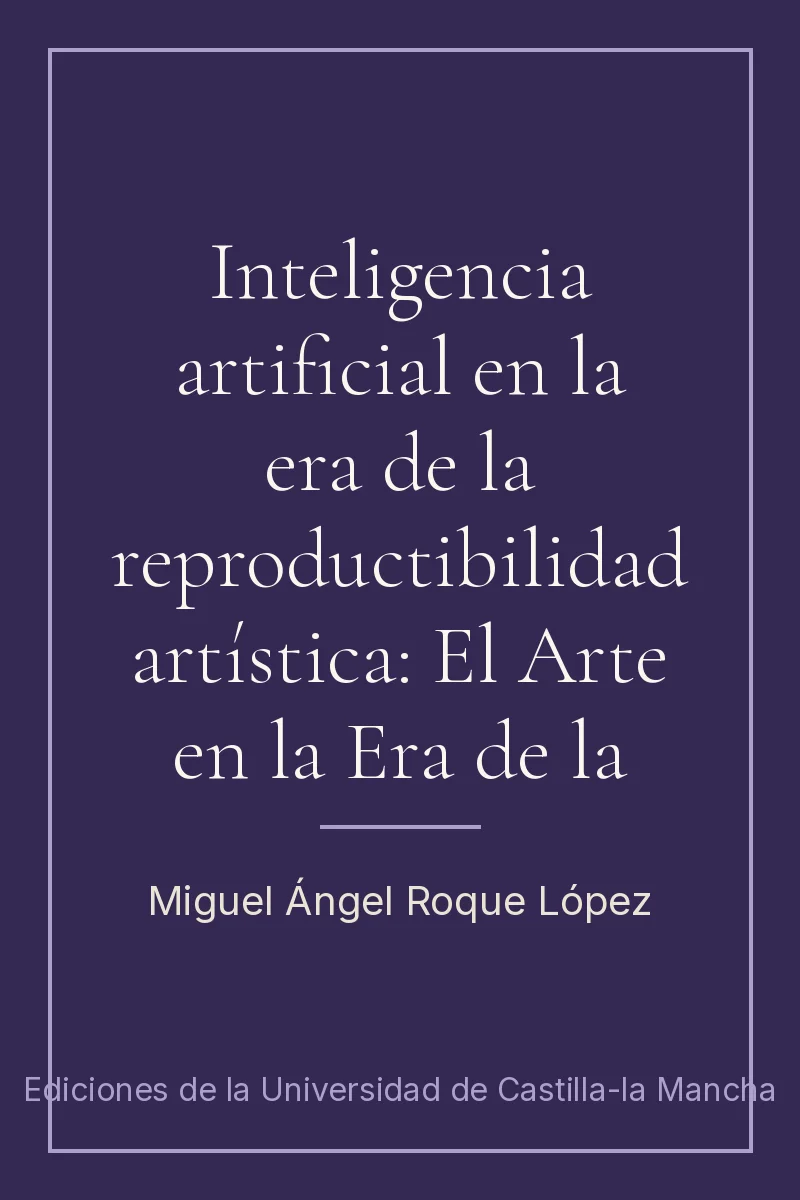 Inteligencia
artificial en la
era de la
reproductibilidad
artística: El Arte
en la Era de la
Miguel Ángel Roque López
Ediciones de la Universidad de Castilla-la Mancha